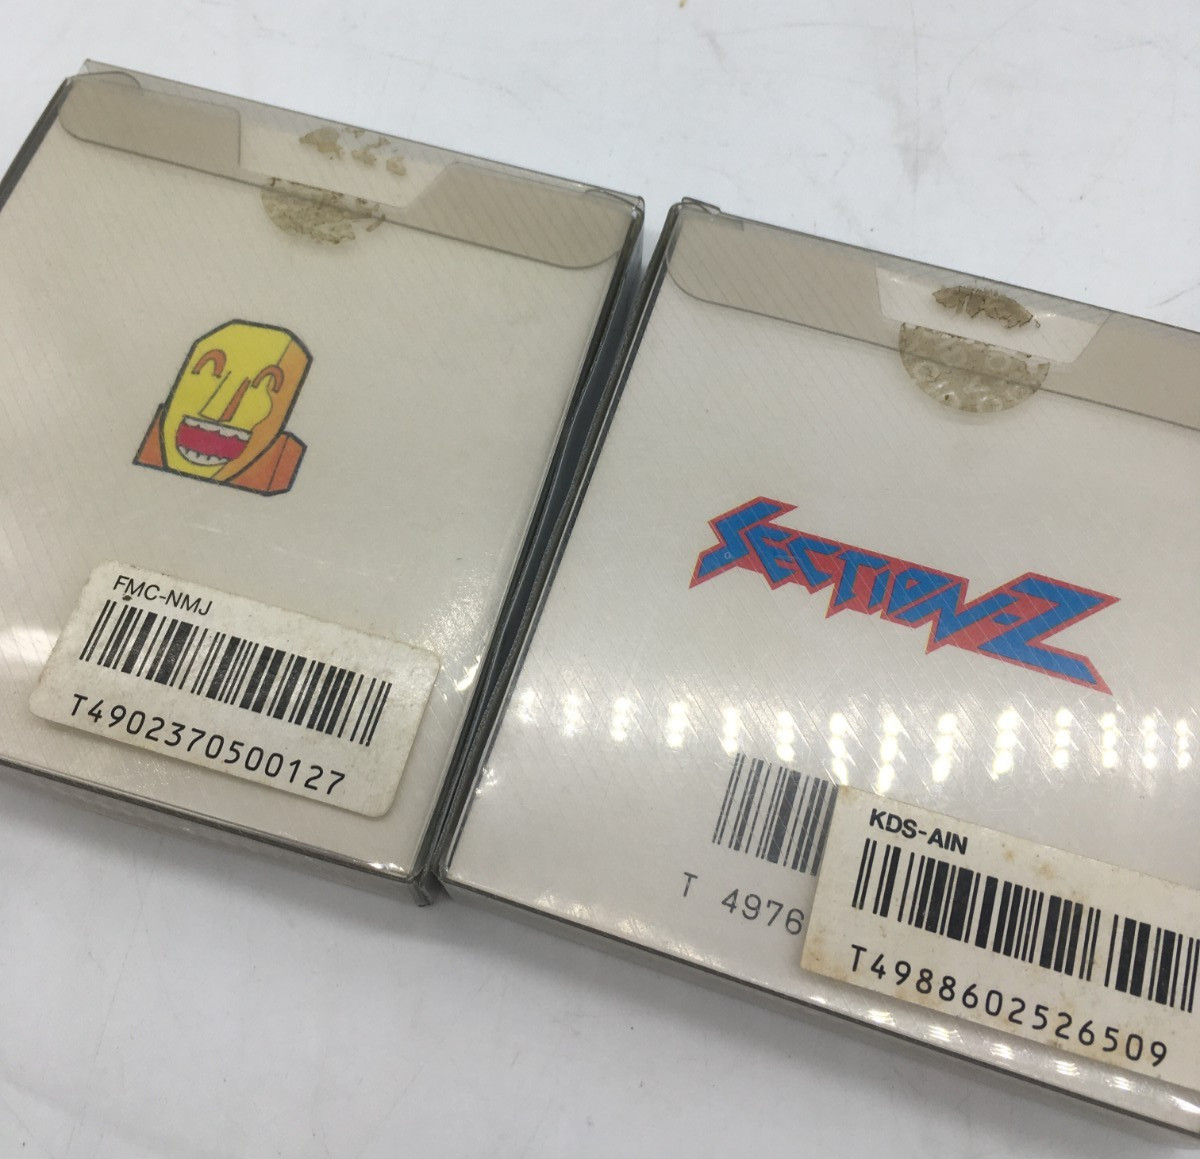 FMC-NMJ
T4902370500127
SECTION-Z
T 4976
KDS-AIN
T4988602526509